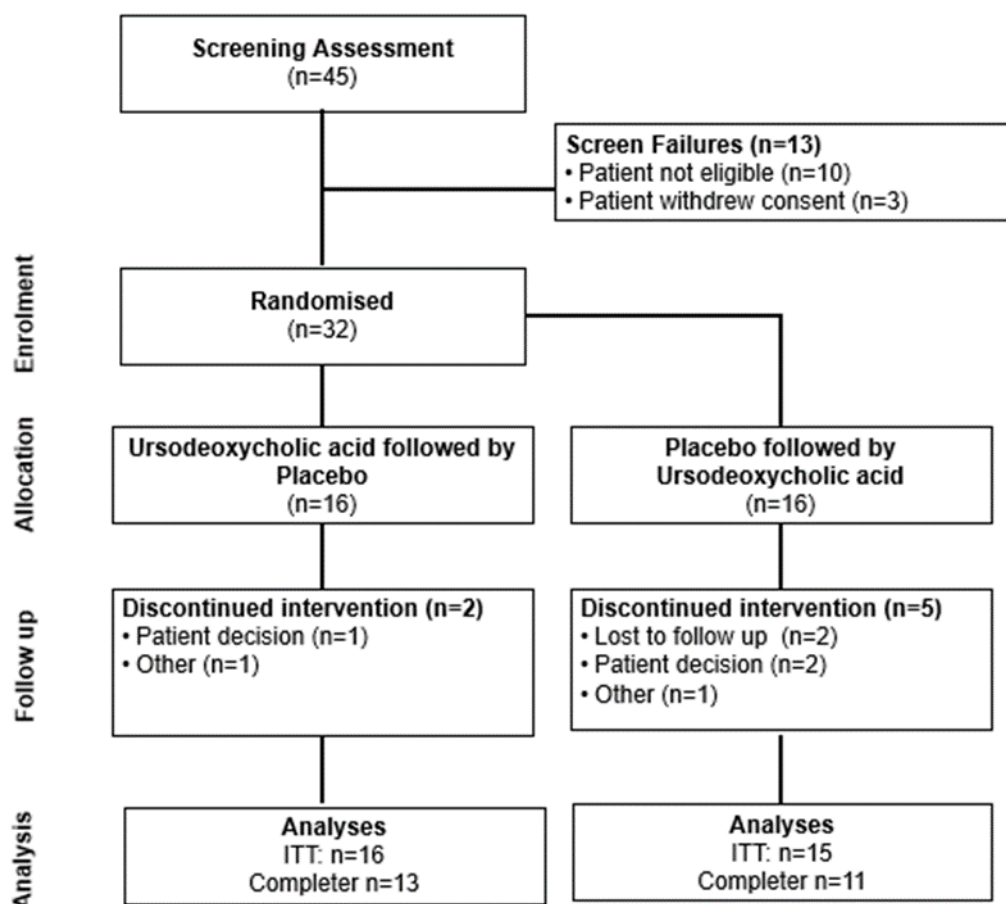 Screening Assessment
(n=45)
Screen Failures (n=13)
• Patient not eligible (n=10)
• Patient withdrew consent (n=3)
Enrolment
Randomised
(n=32)
Allocation
Ursodeoxycholic acid followed by
Placebo
(n=16)
Placebo followed by
Ursodeoxycholic acid
(n=16)
Follow up
Discontinued intervention (n=2)
• Patient decision (n=1)
• Other (n=1)
Discontinued intervention (n=5)
• Lost to follow up (n=2)
• Patient decision (n=2)
• Other (n=1)
Analysis
Analyses
ITT: n=16
Completer n=13
Analyses
ITT: n=15
Completer n=11